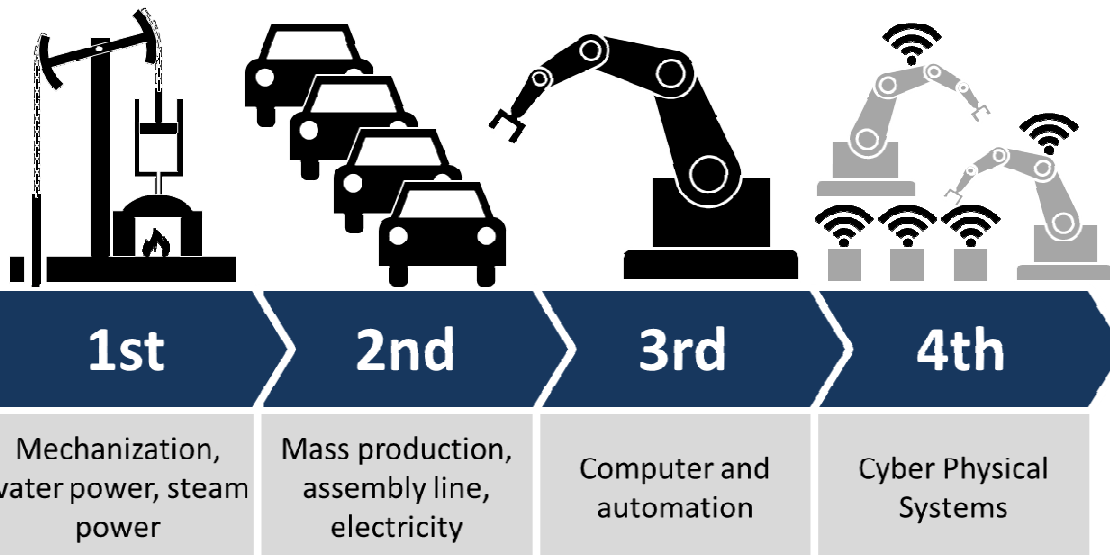 1st
2nd
3rd
4th
Mechanization,
water power, steam
power
Mass production,
assembly line,
electricity
Computer and
automation
Cyber Physical
Systems